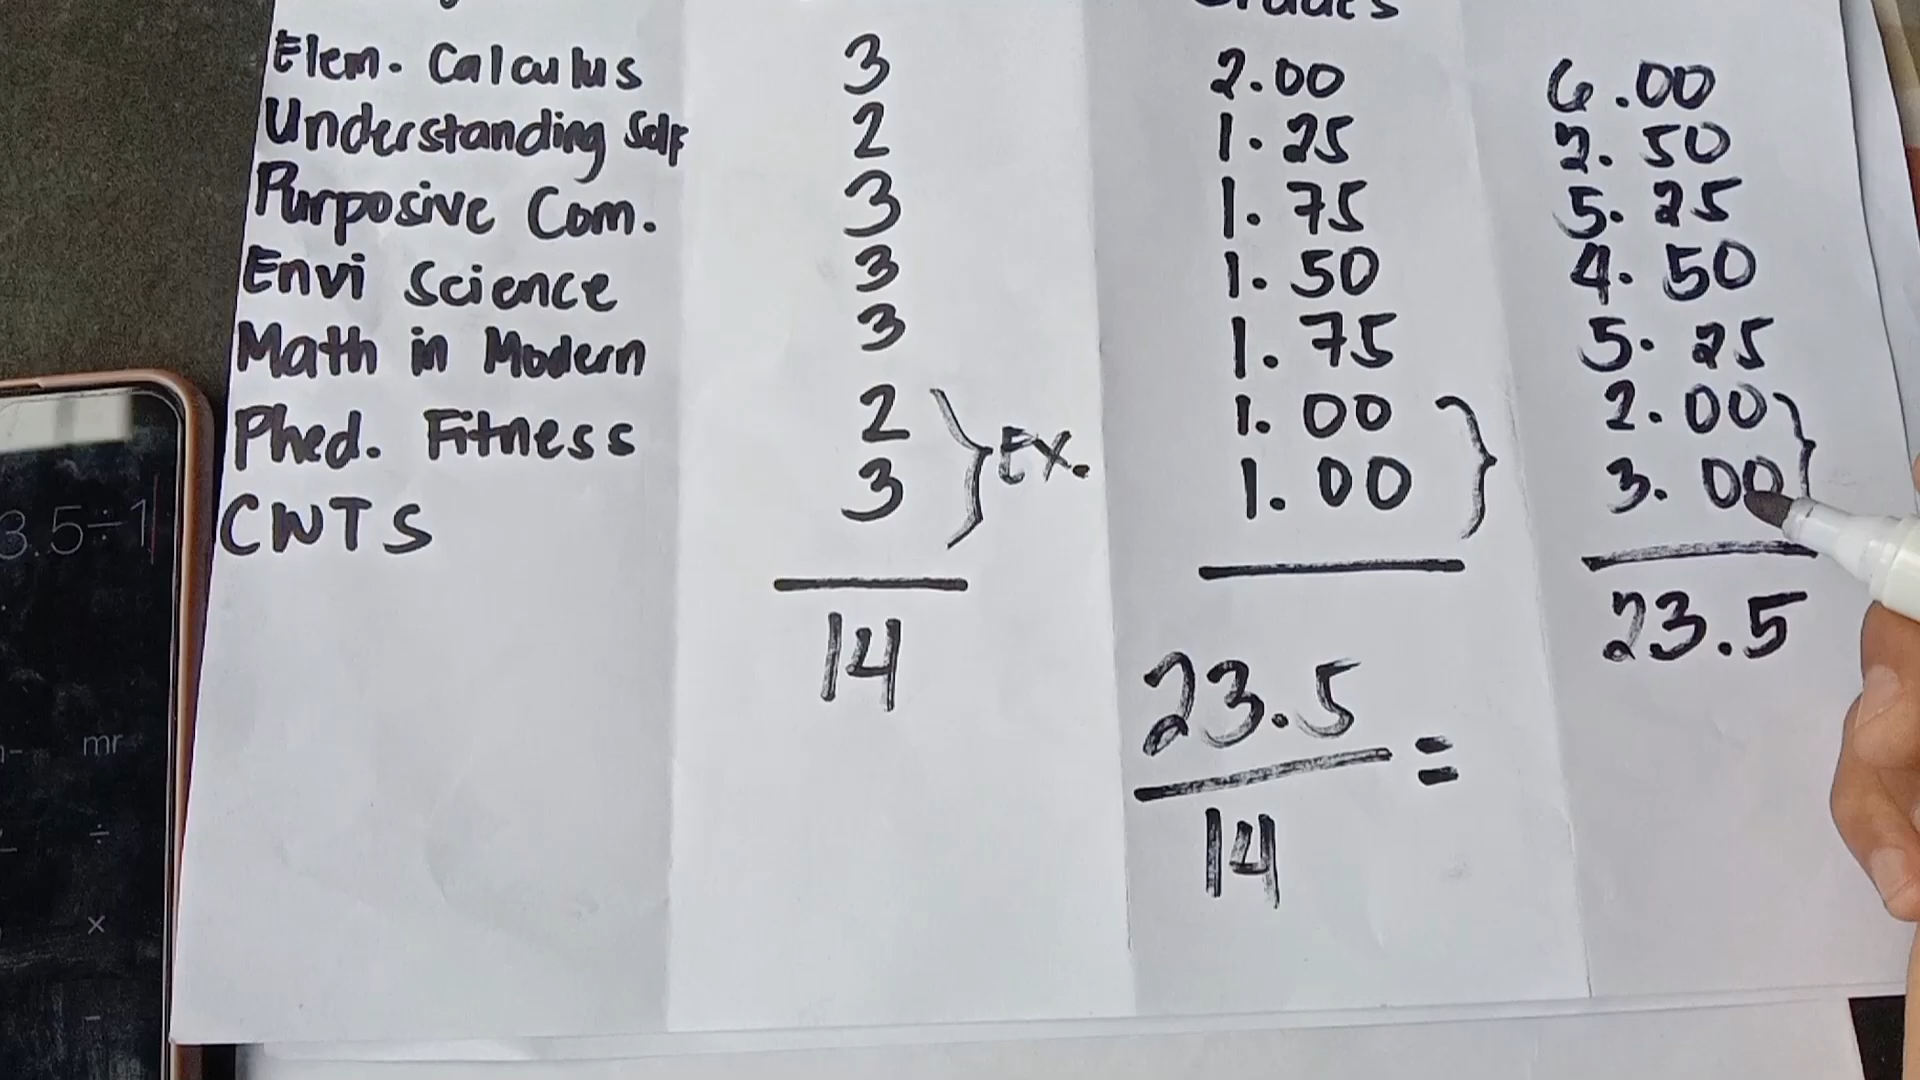 Grades
Elem. Calculus 3 2.00 6.00
Understanding Self 2 1.25 2.50
Purposive Com. 3 1.75 5.25
Envi Science 3 1.50 4.50
Math in Modern 3 1.75 5.25
Phed. Fitness 2 1.00 2.00
CWTS 3 EX. 1.00 3.00
14 23.5
23.5
=
14
3.5÷1
mr
÷
×
-